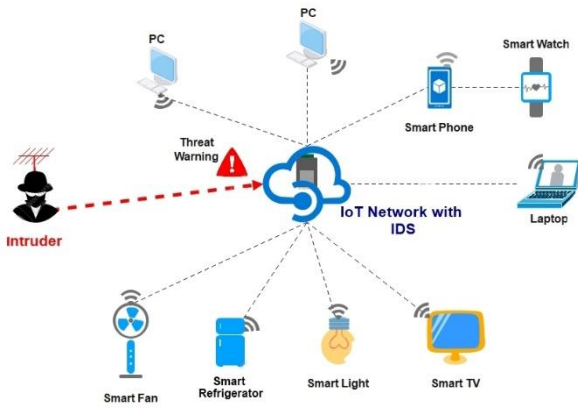 PC
PC
Smart Watch
Smart Phone
Threat
Warning
Intruder
IoT Network with
IDS
Laptop
Smart Fan
Smart
Refrigerator
Smart Light
Smart TV